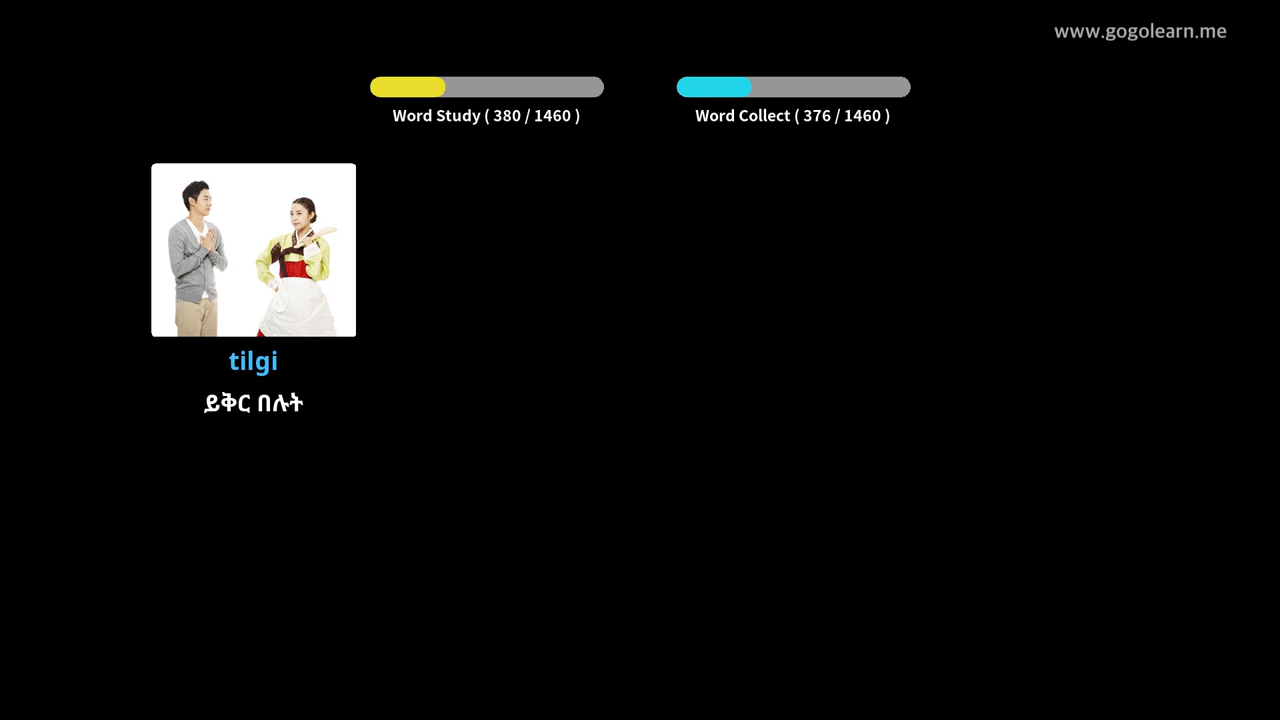 www.gogolearn.me
Word Study ( 380 / 1460 )
Word Collect ( 376 / 1460 )
tilgi
ይቅር በሉት